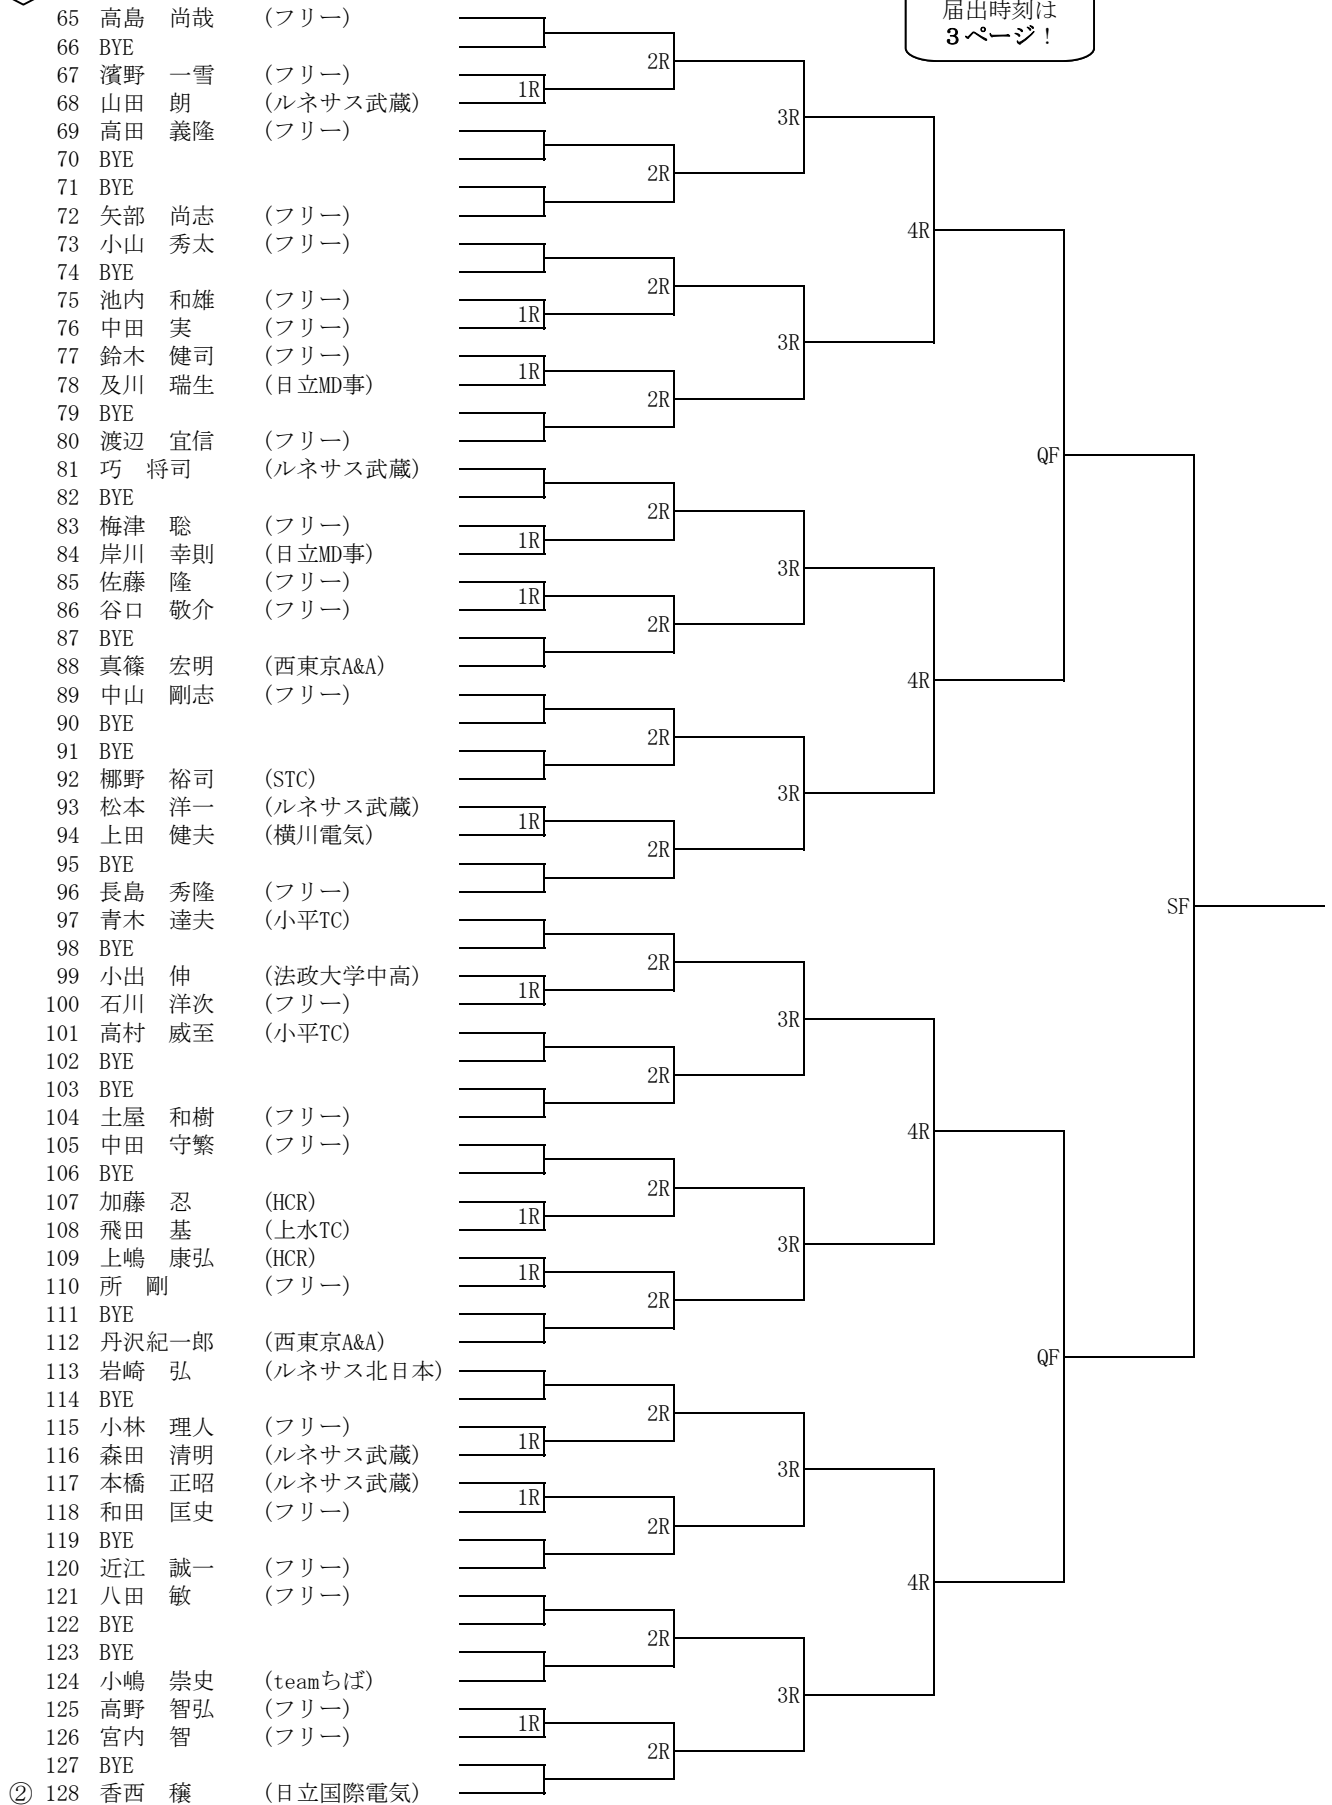 届出時刻は
３ページ！
65 高島　尚哉 (フリー)
66 BYE
2R
67 濱野　一雪 (フリー)
1R
68 山田　朗 (ルネサス武蔵)
3R
69 高田　義隆 (フリー)
70 BYE
2R
71 BYE
72 矢部　尚志 (フリー)
4R
73 小山　秀太 (フリー)
74 BYE
2R
75 池内　和雄 (フリー)
1R
76 中田　実 (フリー)
3R
77 鈴木　健司 (フリー)
1R
78 及川　瑞生 (日立MD事)
2R
79 BYE
80 渡辺　宜信 (フリー)
QF
81 巧　将司 (ルネサス武蔵)
82 BYE
2R
83 梅津　聡 (フリー)
1R
84 岸川　幸則 (日立MD事)
3R
85 佐藤　隆 (フリー)
1R
86 谷口　敬介 (フリー)
2R
87 BYE
88 真篠　宏明 (西東京A&A)
4R
89 中山　剛志 (フリー)
90 BYE
2R
91 BYE
92 梛野　裕司 (STC)
3R
93 松本　洋一 (ルネサス武蔵)
1R
94 上田　健夫 (横川電気)
2R
95 BYE
96 長島　秀隆 (フリー)
SF
97 青木　達夫 (小平TC)
98 BYE
2R
99 小出　伸 (法政大学中高)
1R
100 石川　洋次 (フリー)
3R
101 高村　威至 (小平TC)
102 BYE
2R
103 BYE
104 土屋　和樹 (フリー)
4R
105 中田　守繁 (フリー)
106 BYE
2R
107 加藤　忍 (HCR)
1R
108 飛田　基 (上水TC)
3R
109 上嶋　康弘 (HCR)
1R
110 所　剛 (フリー)
2R
111 BYE
112 丹沢紀一郎 (西東京A&A)
QF
113 岩崎　弘 (ルネサス北日本)
114 BYE
2R
115 小林　理人 (フリー)
1R
116 森田　清明 (ルネサス武蔵)
3R
117 本橋　正昭 (ルネサス武蔵)
1R
118 和田　匡史 (フリー)
2R
119 BYE
120 近江　誠一 (フリー)
4R
121 八田　敏 (フリー)
122 BYE
2R
123 BYE
124 小嶋　崇史 (teamちば)
3R
125 高野　智弘 (フリー)
1R
126 宮内　智 (フリー)
2R
127 BYE
② 128 香西　穣 (日立国際電気)